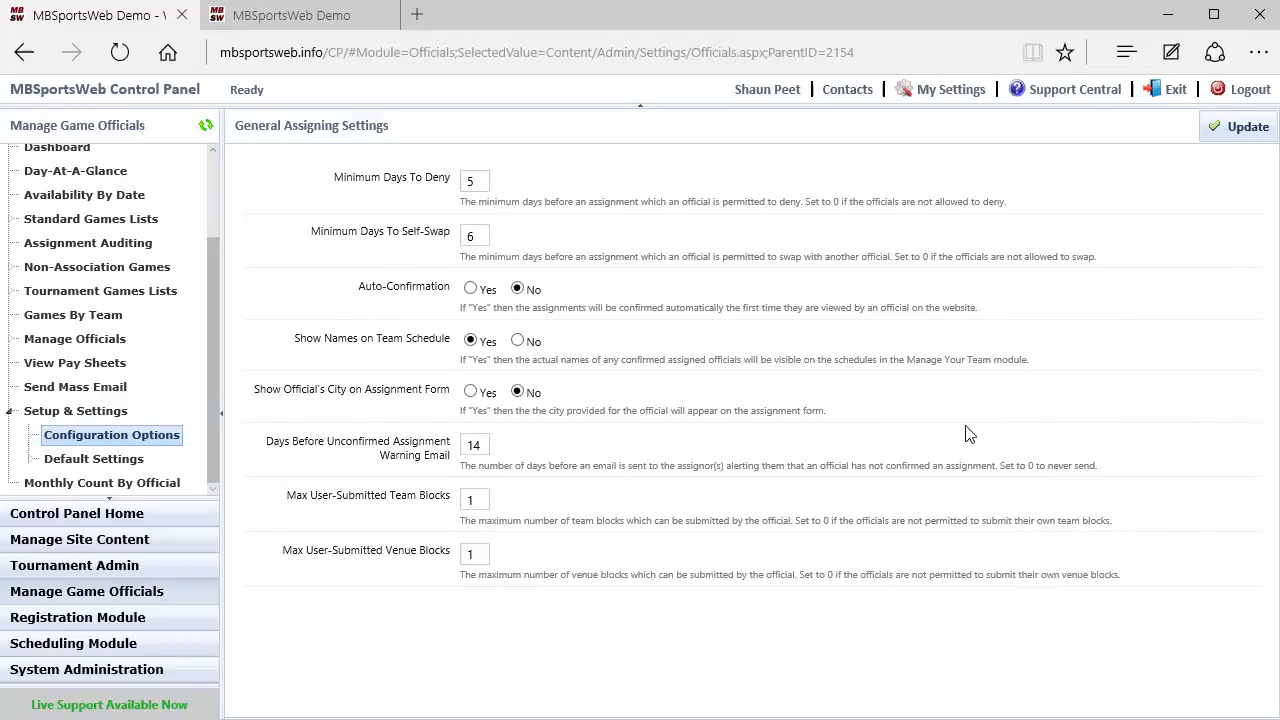 MBSportsWeb Demo - \
MBSportsWeb Demo
mbsportsweb.info/CP/#Module=Officials;SelectedValue=Content/Admin/Settings/Officials.aspx;ParentID=2154
MBSportsWeb Control Panel
Ready
Shaun Peet
Contacts
My Settings
Support Central
Exit
Logout
Manage Game Officials
General Assigning Settings
Update
Dashboard
Day-At-A-Glance
Availability By Date
Standard Games Lists
Assignment Auditing
Non-Association Games
Tournament Games Lists
Games By Team
Manage Officials
View Pay Sheets
Send Mass Email
Setup & Settings
Configuration Options
Default Settings
Monthly Count By Official
Control Panel Home
Manage Site Content
Tournament Admin
Manage Game Officials
Registration Module
Scheduling Module
System Administration
Live Support Available Now
Minimum Days To Deny
5
The minimum days before an assignment which an official is permitted to deny. Set to 0 if the officials are not allowed to deny.
Minimum Days To Self-Swap
6
The minimum days before an assignment which an official is permitted to swap with another official. Set to 0 if the officials are not allowed to swap.
Auto-Confirmation
Yes No
If "Yes" then the assignments will be confirmed automatically the first time they are viewed by an official on the website.
Show Names on Team Schedule
Yes No
If "Yes" then the actual names of any confirmed assigned officials will be visible on the schedules in the Manage Your Team module.
Show Official's City on Assignment Form
Yes No
If "Yes" then the the city provided for the official will appear on the assignment form.
Days Before Unconfirmed Assignment
Warning Email
14
The number of days before an email is sent to the assignor(s) alerting them that an official has not confirmed an assignment. Set to 0 to never send.
Max User-Submitted Team Blocks
1
The maximum number of team blocks which can be submitted by the official. Set to 0 if the officials are not permitted to submit their own team blocks.
Max User-Submitted Venue Blocks
1
The maximum number of venue blocks which can be submitted by the official. Set to 0 if the officials are not permitted to submit their own venue blocks.